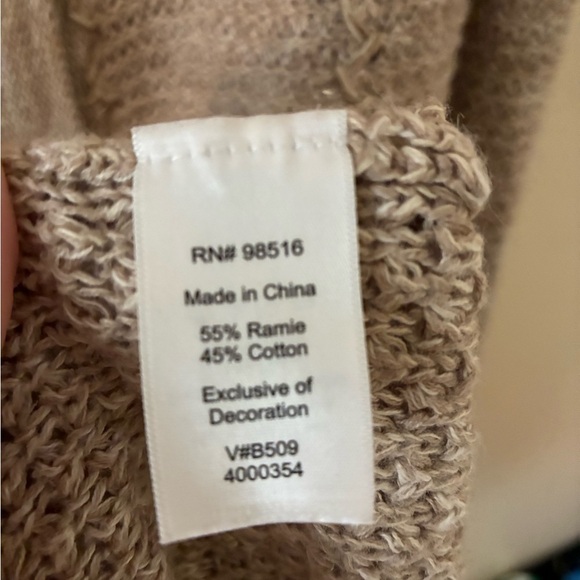 RN# 98516
Made in China
55% Ramie
45% Cotton
Exclusive of
Decoration
V#B509
4000354